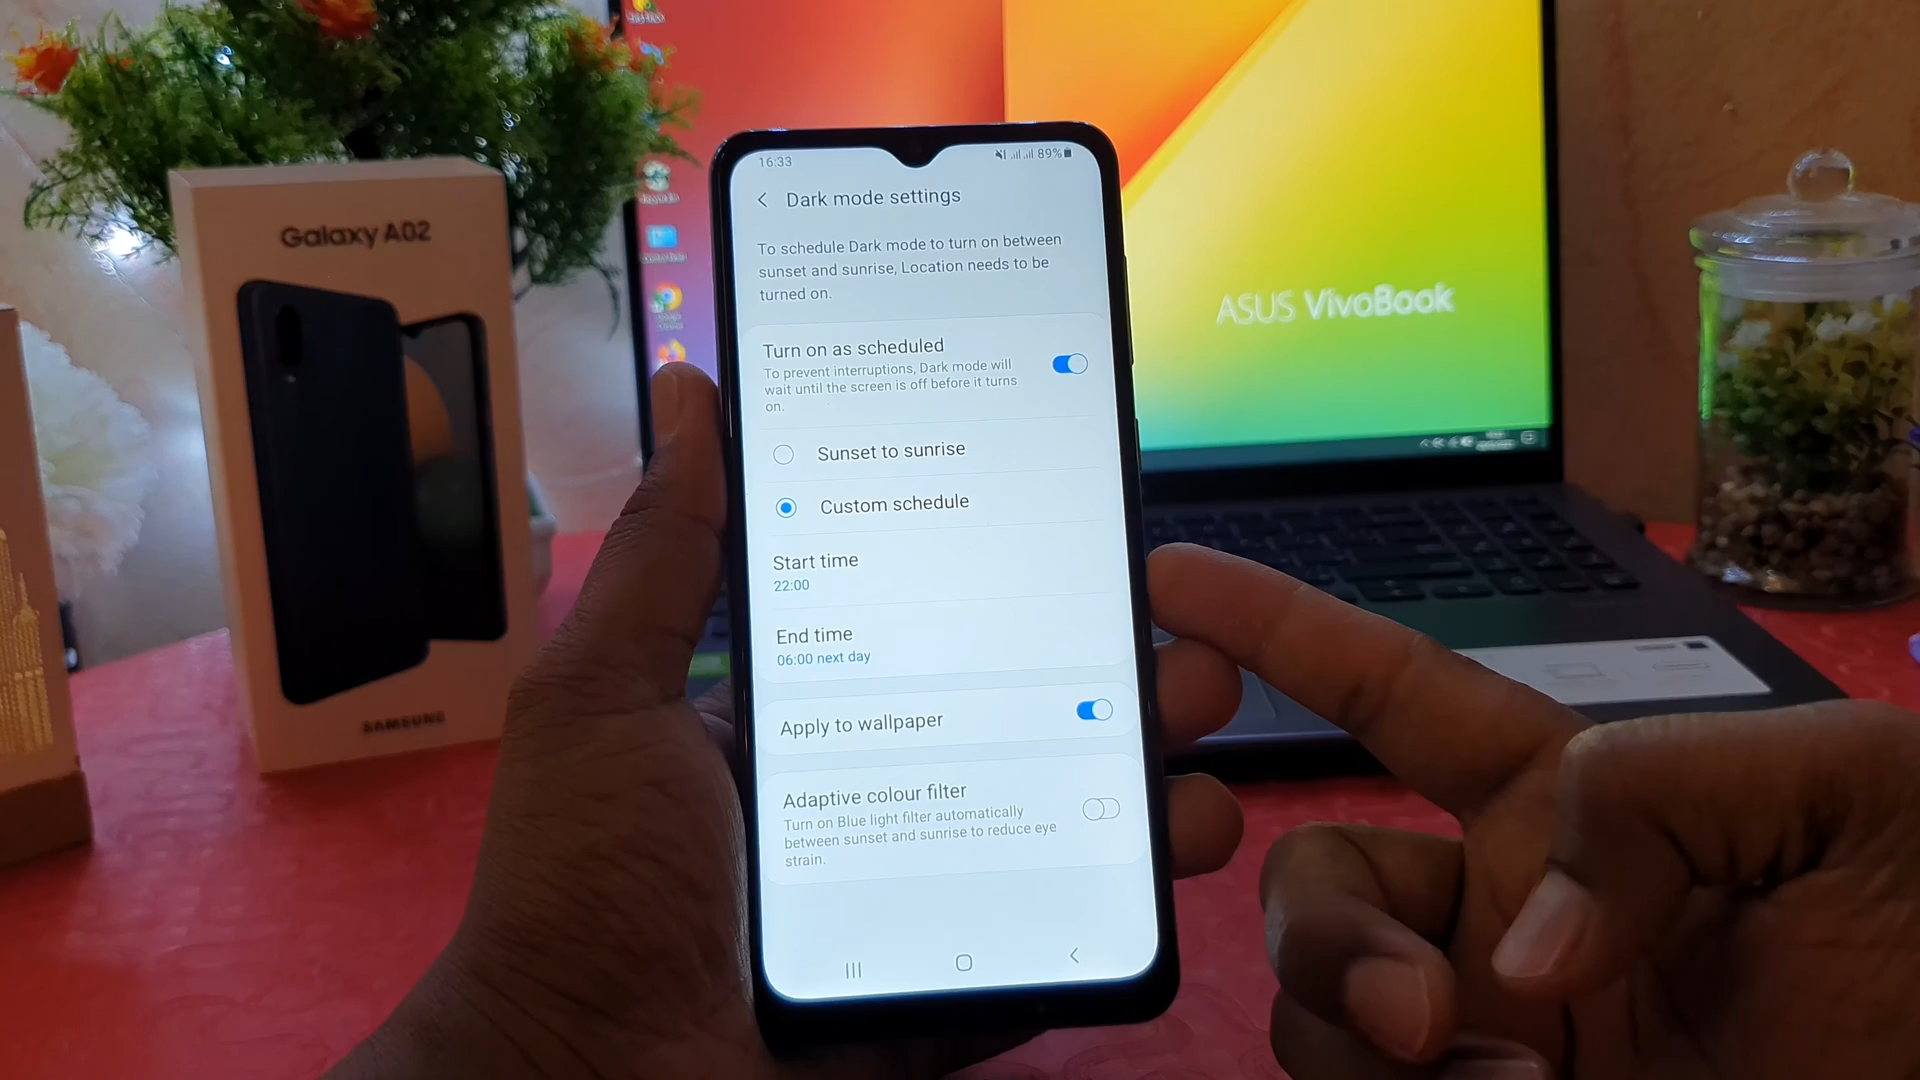 Galaxy A02
SAMSUNG
16:33
89%
Dark mode settings
To schedule Dark mode to turn on between
sunset and sunrise, Location needs to be
turned on.
Turn on as scheduled
To prevent interruptions, Dark mode will
wait until the screen is off before it turns
on.
Sunset to sunrise
Custom schedule
Start time
22:00
End time
06:00 next day
Apply to wallpaper
Adaptive colour filter
Turn on Blue light filter automatically
between sunset and sunrise to reduce eye
strain.
ASUS VivoBook